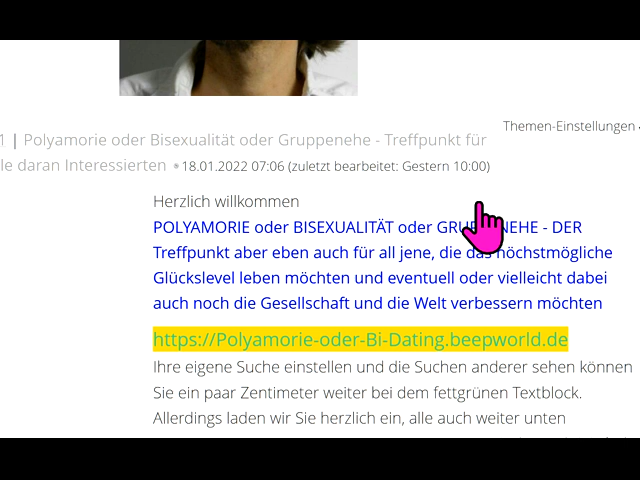 Themen-Einstellungen
1 | Polyamorie oder Bisexualität oder Gruppenehe - Treffpunkt für
le daran Interessierten • 18.01.2022 07:06 (zuletzt bearbeitet: Gestern 10:00)
Herzlich willkommen
POLYAMORIE oder BISEXUALITÄT oder GRUPPENEHE - DER
Treffpunkt aber eben auch für all jene, die das höchstmögliche
Glückslevel leben möchten und eventuell oder vielleicht dabei
auch noch die Gesellschaft und die Welt verbessern möchten
https://Polyamorie-oder-Bi-Dating.beepworld.de
Ihre eigene Suche einstellen und die Suchen anderer sehen können
Sie ein paar Zentimeter weiter bei dem fettgrünen Textblock.
Allerdings laden wir Sie herzlich ein, alle auch weiter unten